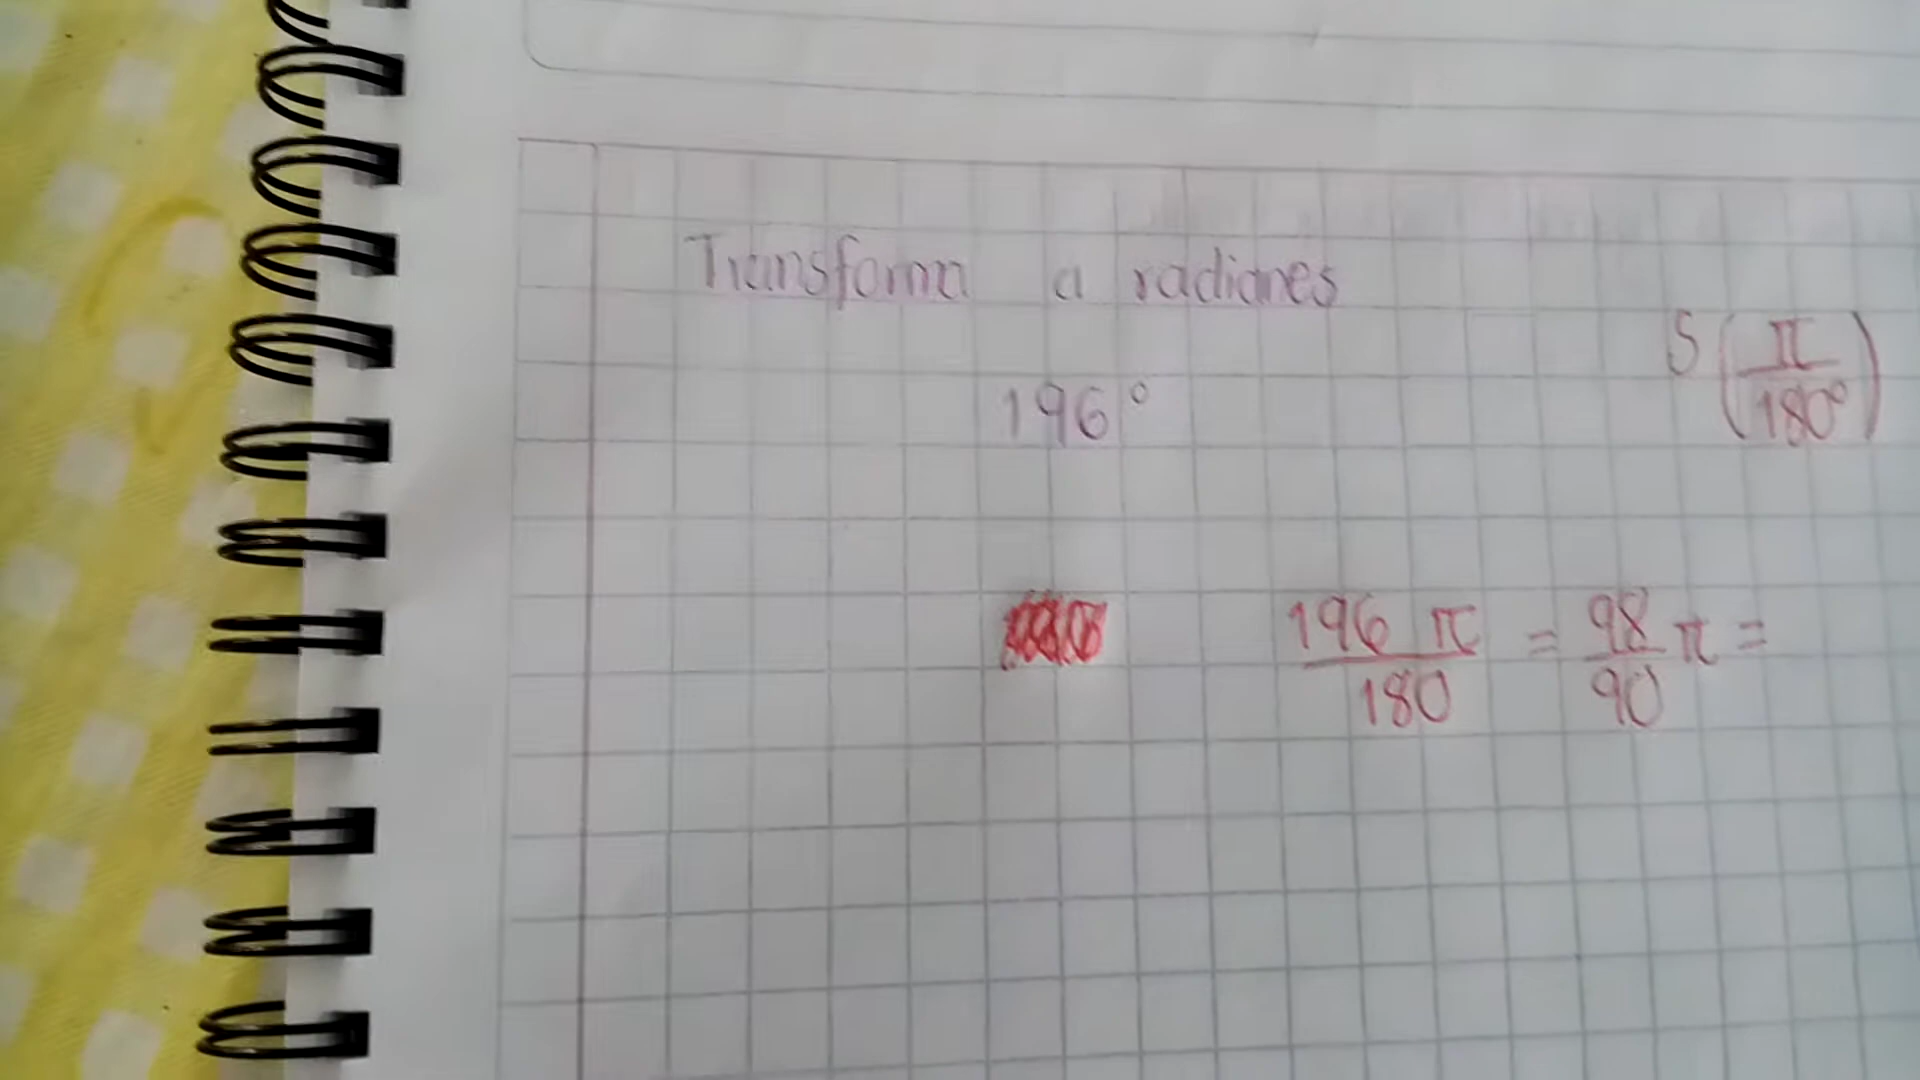 Transforma a radianes
S (π/180°)
196°
196 π/180 = 98/90 π =